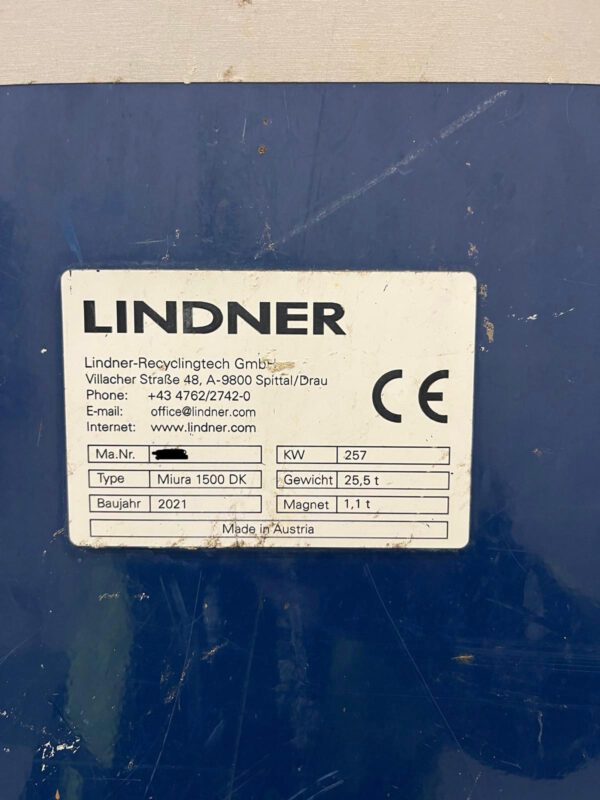 LINDNER
Lindner-Recyclingtech GmbH
Villacher Straße 48, A-9800 Spittal/Drau
Phone: +43 4762/2742-0
E-mail: office@lindner.com
Internet: www.lindner.com
CE
Ma.Nr.
KW 257
Type Miura 1500 DK
Gewicht 25,5 t
Baujahr 2021
Magnet 1,1 t
Made in Austria